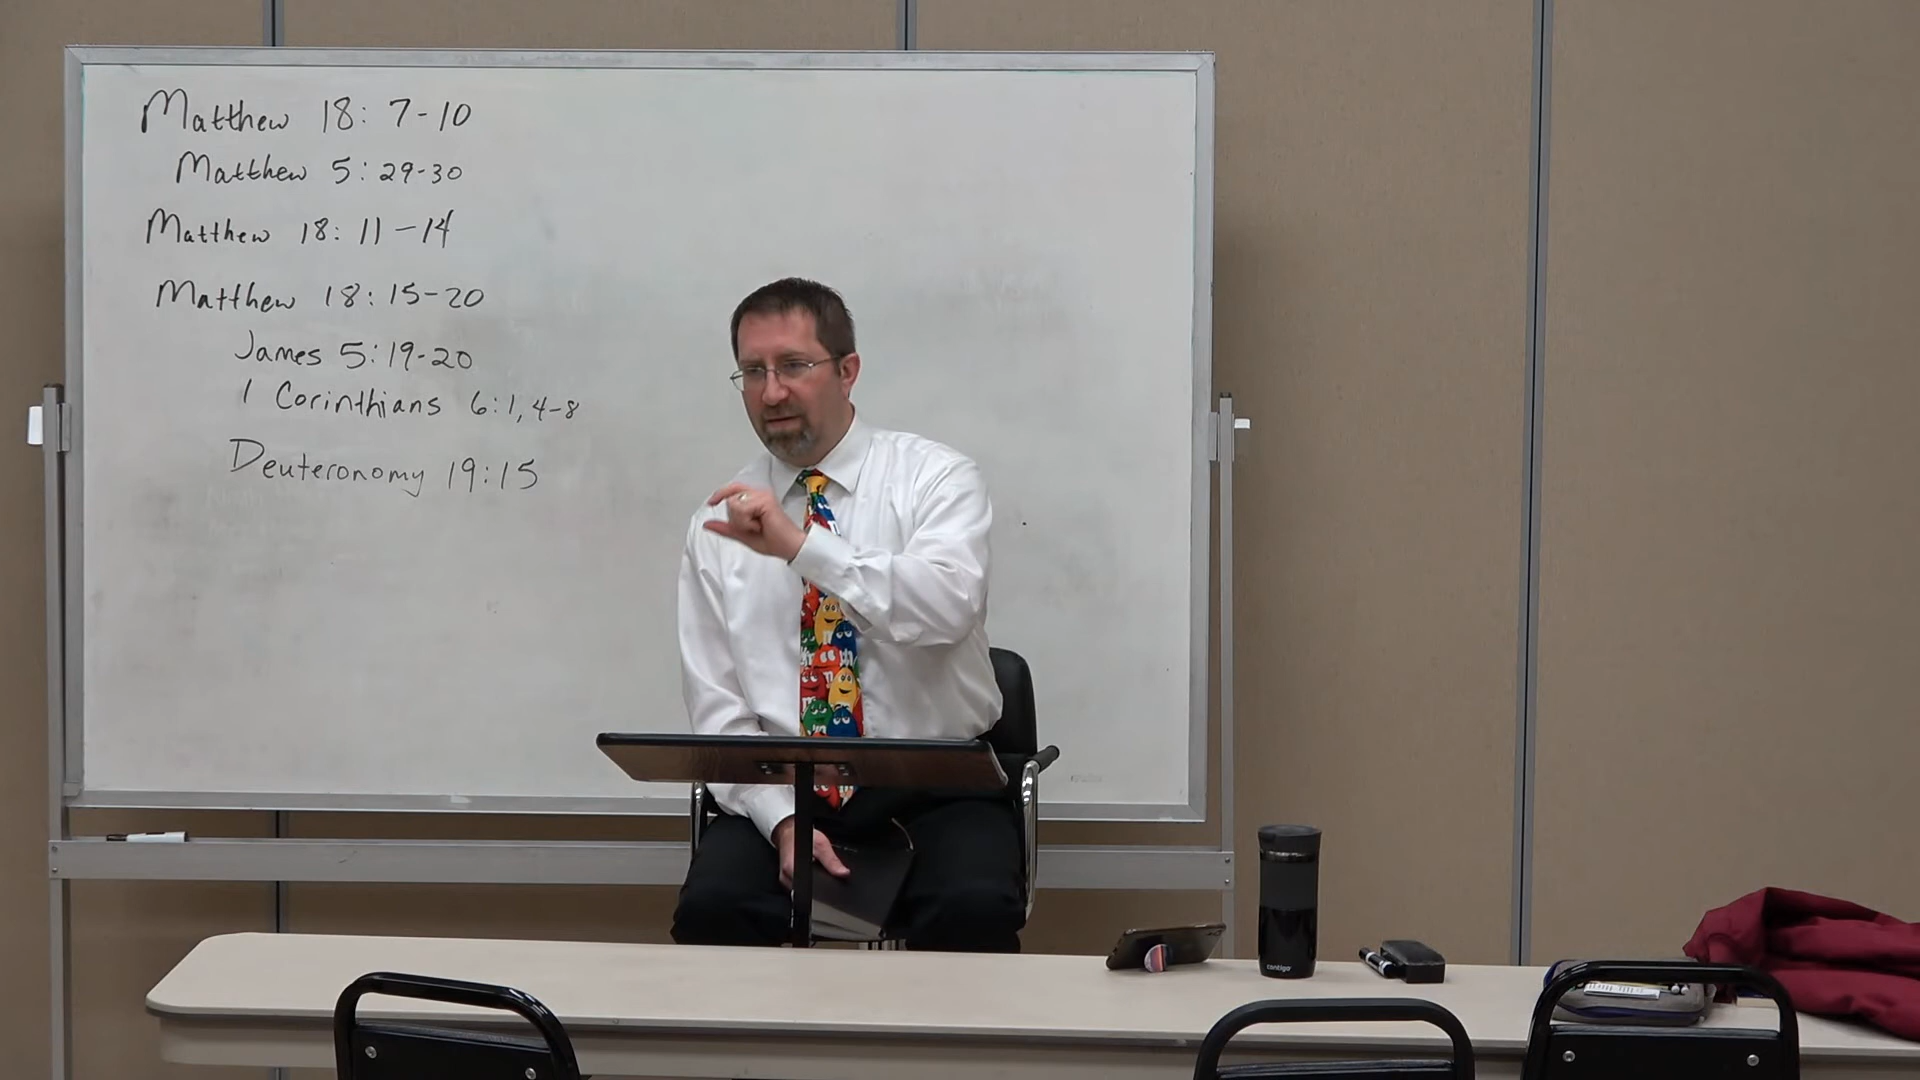 Matthew 18: 7-10
Matthew 5: 29-30
Matthew 18: 11-14
Matthew 18: 15-20
James 5:19-20
1 Corinthians 6:1, 4-8
Deuteronomy 19:15
contigo